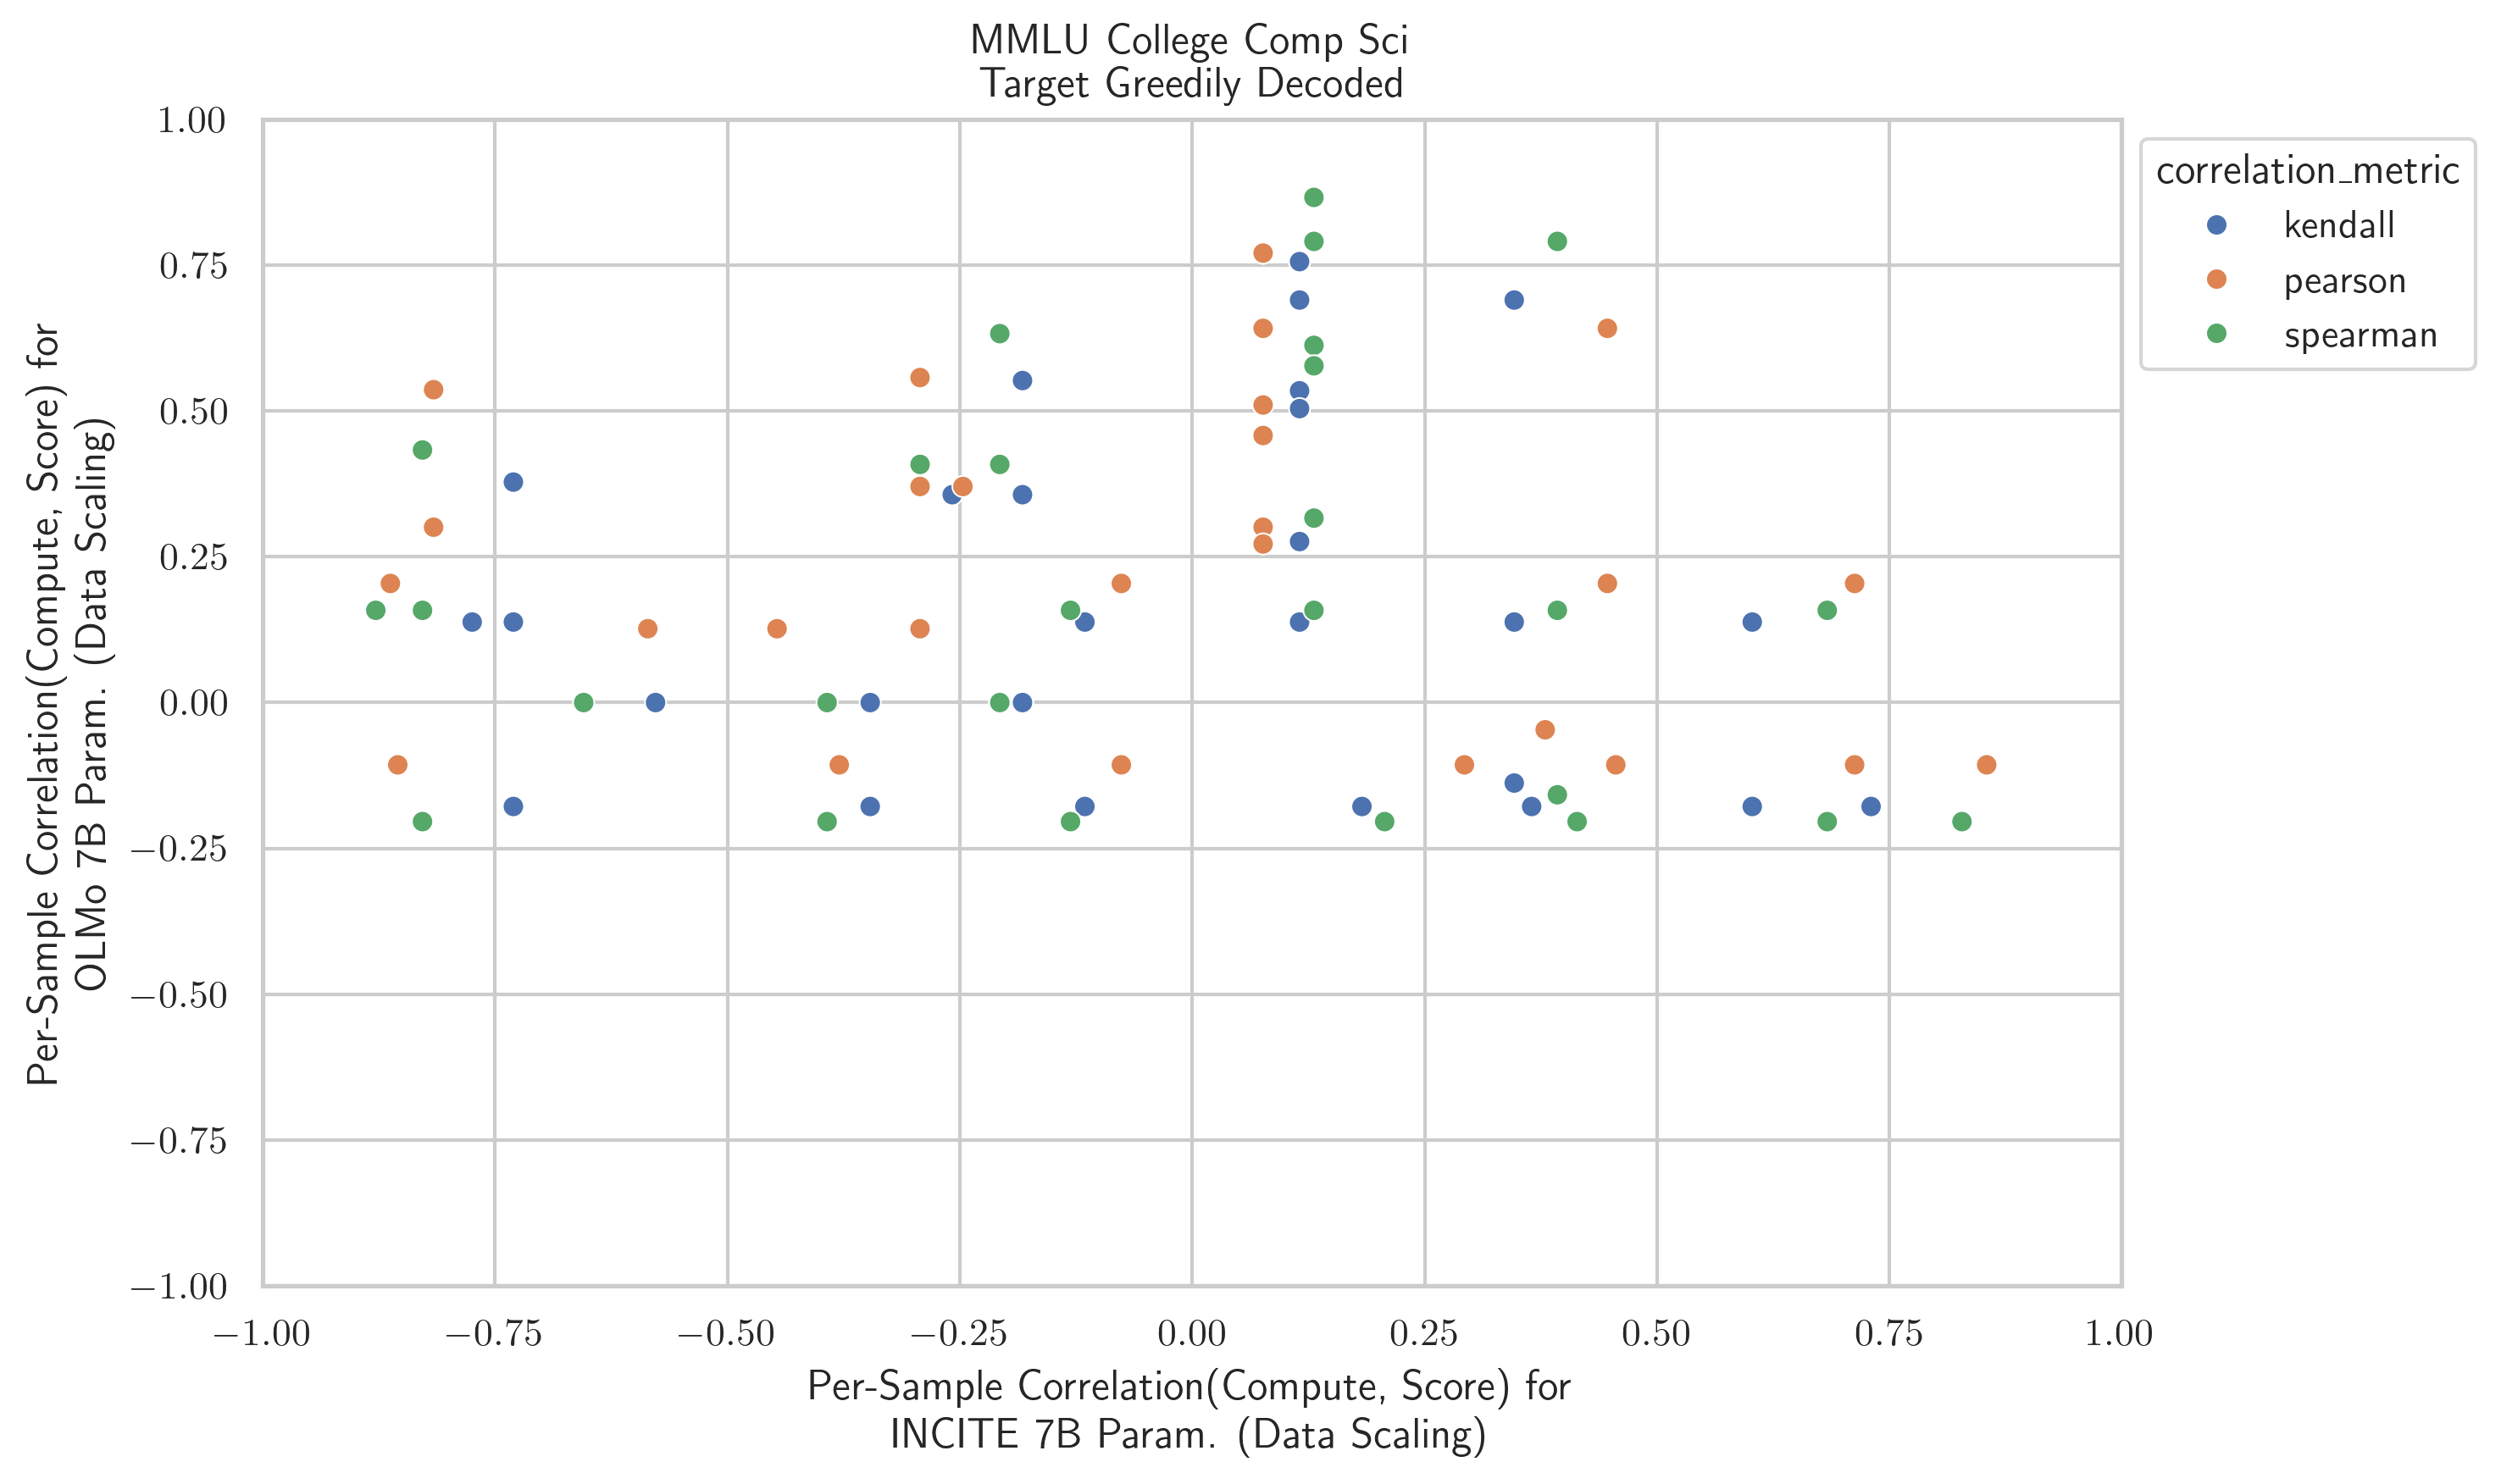 MMLU College Comp Sci
Target Greedily Decoded
correlation_metric
kendall
pearson
spearman
Per-Sample Correlation(Compute, Score) for
OLMo 7B Param. (Data Scaling)
1.00
0.75
0.50
0.25
0.00
−0.25
−0.50
−0.75
−1.00
−1.00 −0.75 −0.50 −0.25 0.00 0.25 0.50 0.75 1.00
Per-Sample Correlation(Compute, Score) for
INCITE 7B Param. (Data Scaling)